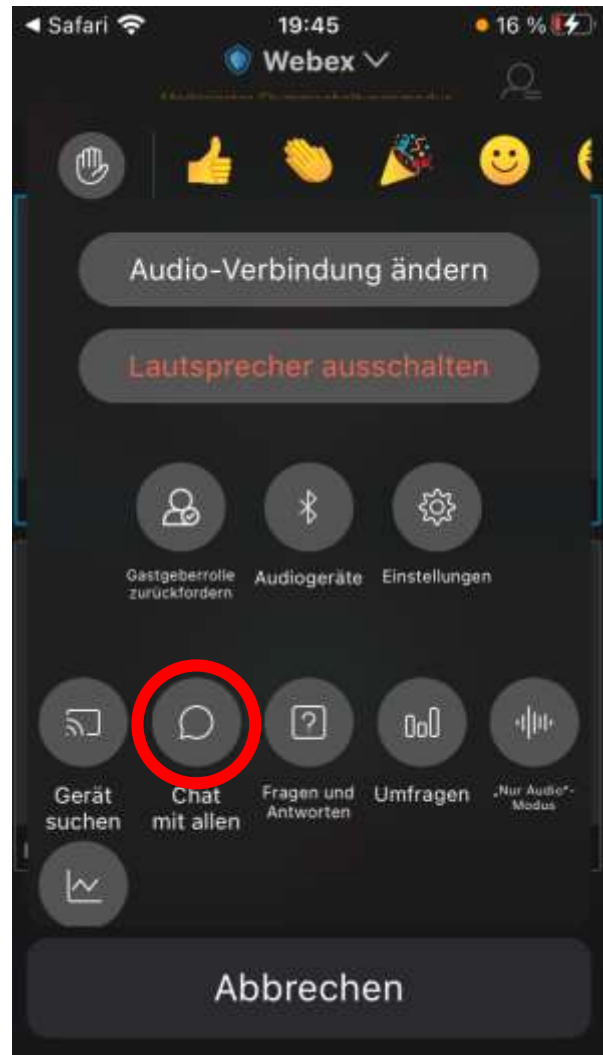 ◀ Safari 19:45 16 %
Webex
Audio-Verbindung ändern
Lautsprecher ausschalten
Gastgeberrolle
zurückfordern
Audiogeräte
Einstellungen
Gerät
suchen
Chat
mit allen
Fragen und
Antworten
Umfragen
„Nur Audio“-
Modus
Abbrechen